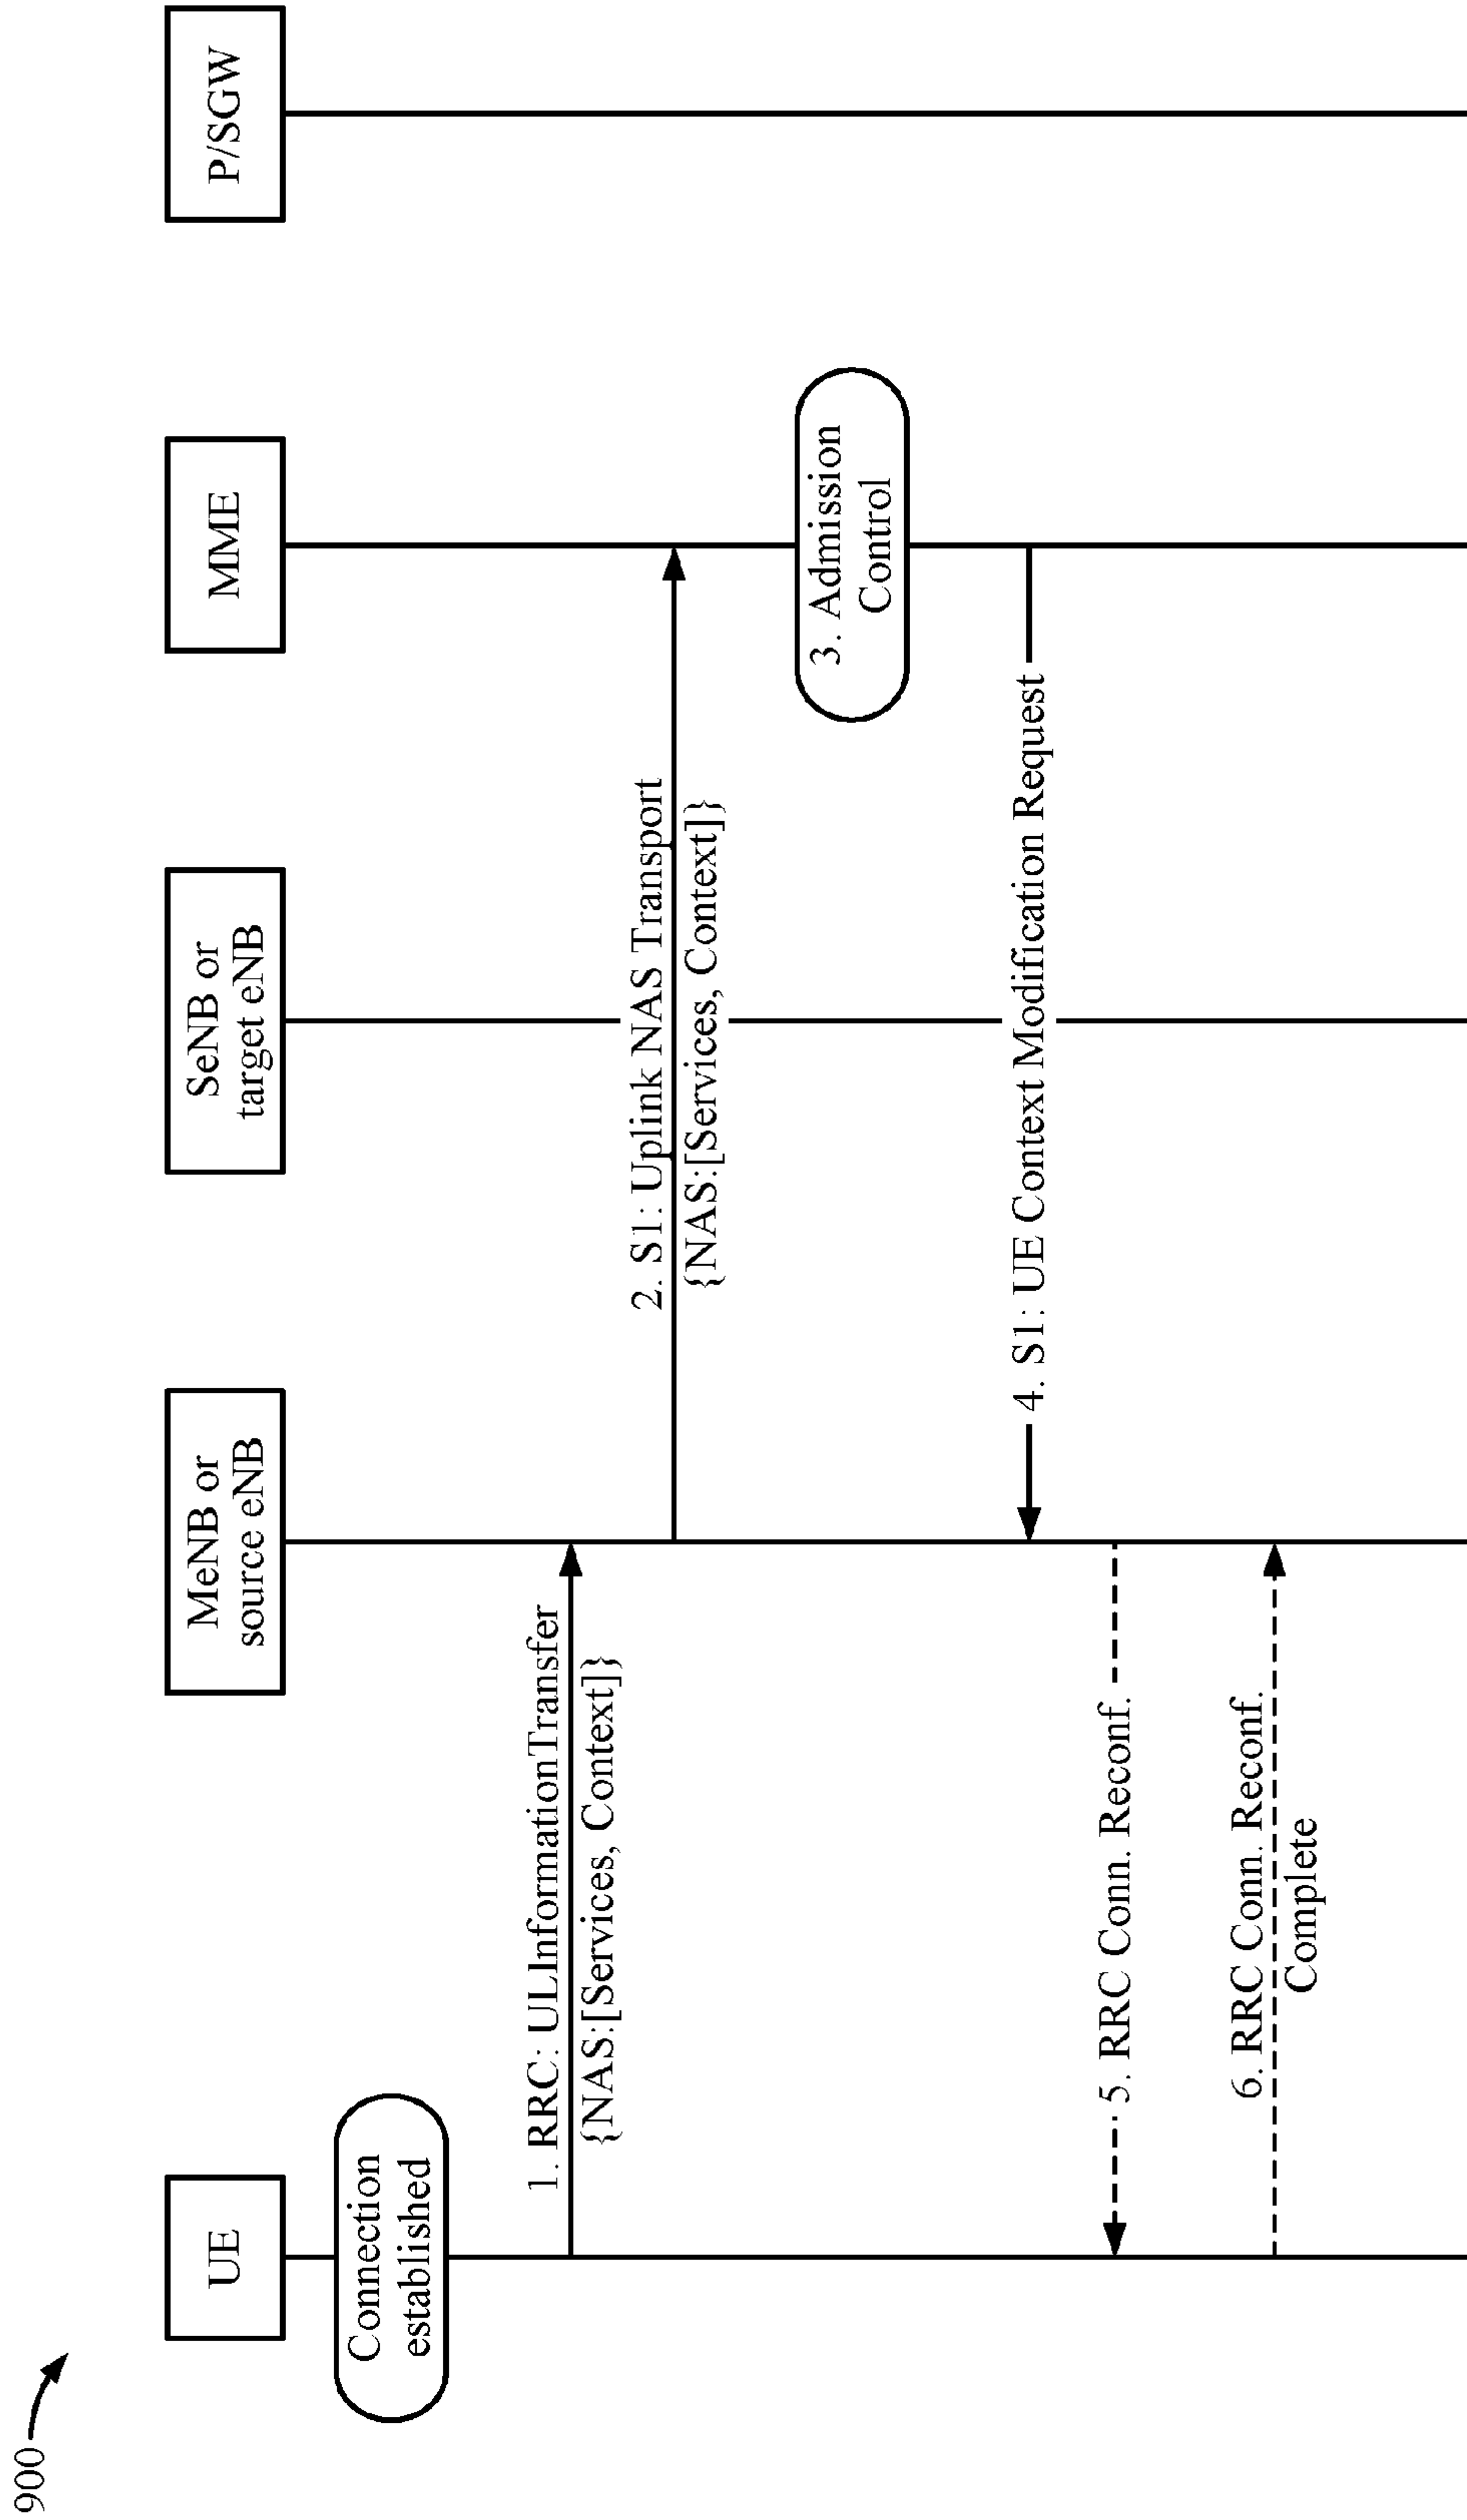 900
UE
MeNB or
source eNB
SeNB or
target eNB
MME
P/SGW
Connection
established
1. RRC: ULInformationTransfer
{NAS:[Services, Context]}
2. S1: Uplink NAS Transport
{NAS:[Services, Context]}
3. Admission
Control
4. S1: UE Context Modification Request
5. RRC Conn. Reconf.
6. RRC Conn. Reconf.
Complete